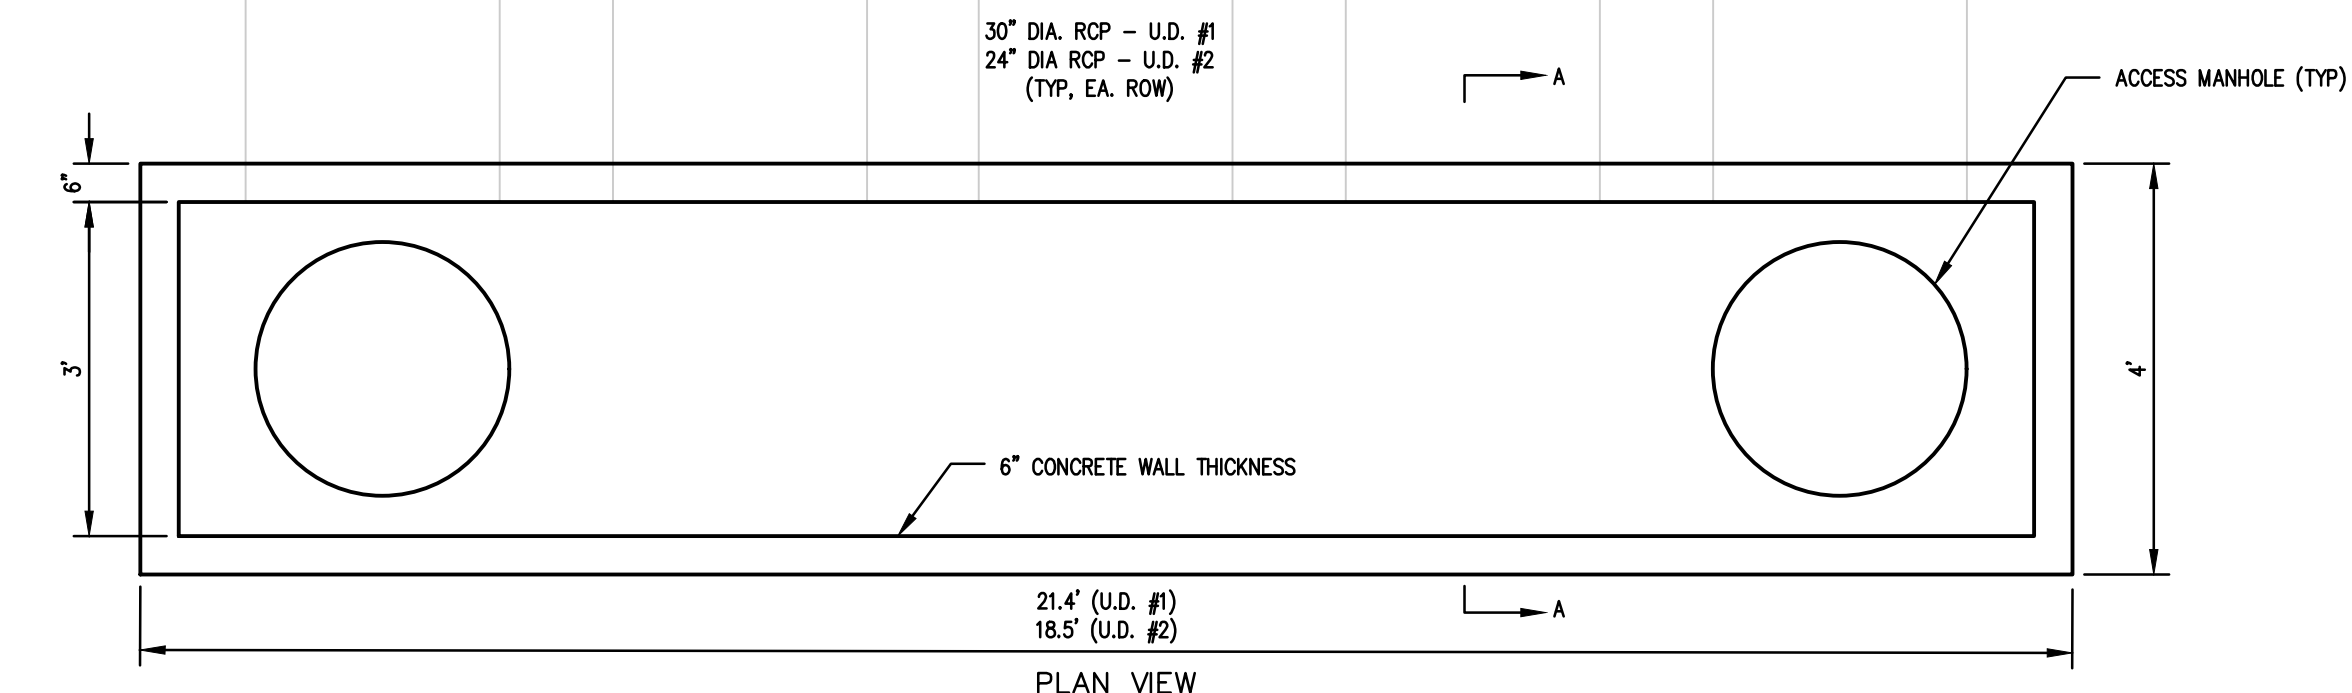 30" DIA. RCP - U.D. #1
24" DIA RCP - U.D. #2
(TYP, EA. ROW)
A
ACCESS MANHOLE (TYP)
6"
3'
4'
6" CONCRETE WALL THICKNESS
21.4' (U.D. #1)
18.5' (U.D. #2)
A
PLAN VIEW